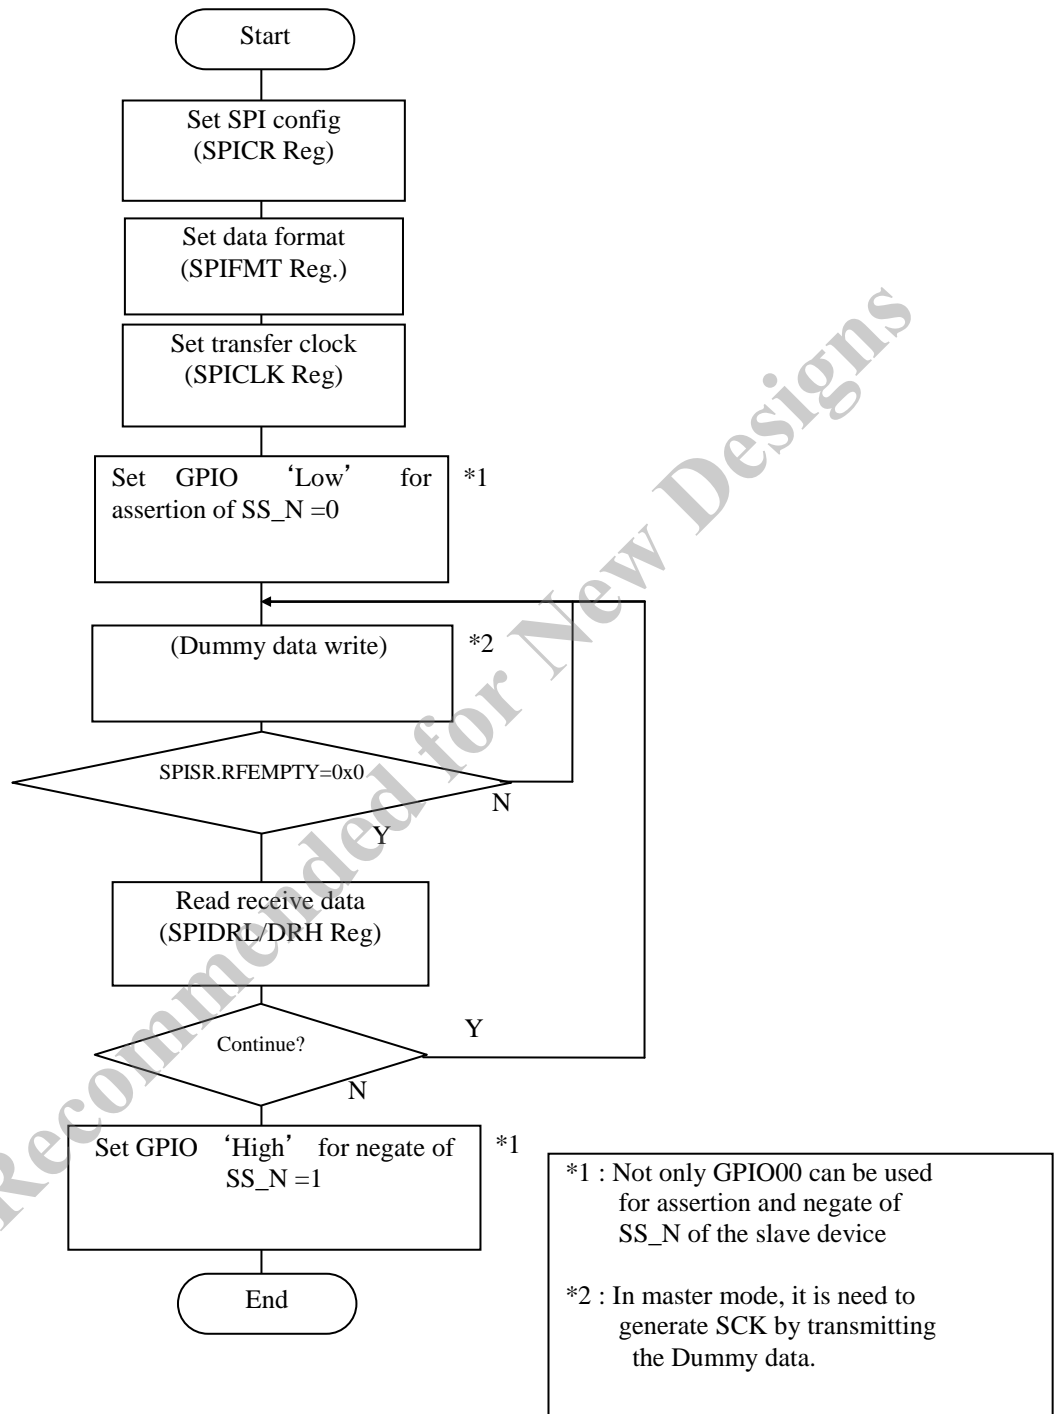 Start
Set SPI config
(SPICR Reg)
Set data format
(SPIFMT Reg.)
Set transfer clock
(SPICLK Reg)
Set GPIO ‘Low’ for
assertion of SS_N =0
*1
(Dummy data write)
*2
SPISR.RFEMPTY=0x0
N
Y
Read receive data
(SPIDRL/DRH Reg)
Continue?
Y
N
Set GPIO ‘High’ for negate of
SS_N =1
*1
End
*1 : Not only GPIO00 can be used
for assertion and negate of
SS_N of the slave device
*2 : In master mode, it is need to
generate SCK by transmitting
the Dummy data.
Recommended for New Designs